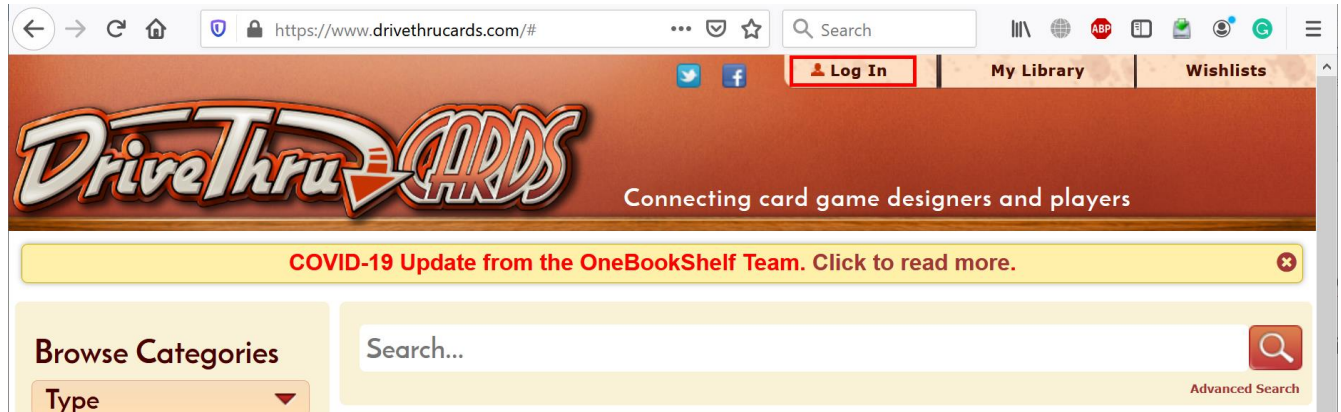 https://www.drivethrucards.com/#
Search
ABP
Log In
My Library
Wishlists
DriveThru CARDS
Connecting card game designers and players
COVID-19 Update from the OneBookShelf Team. Click to read more.
Browse Categories
Search...
Advanced Search
Type